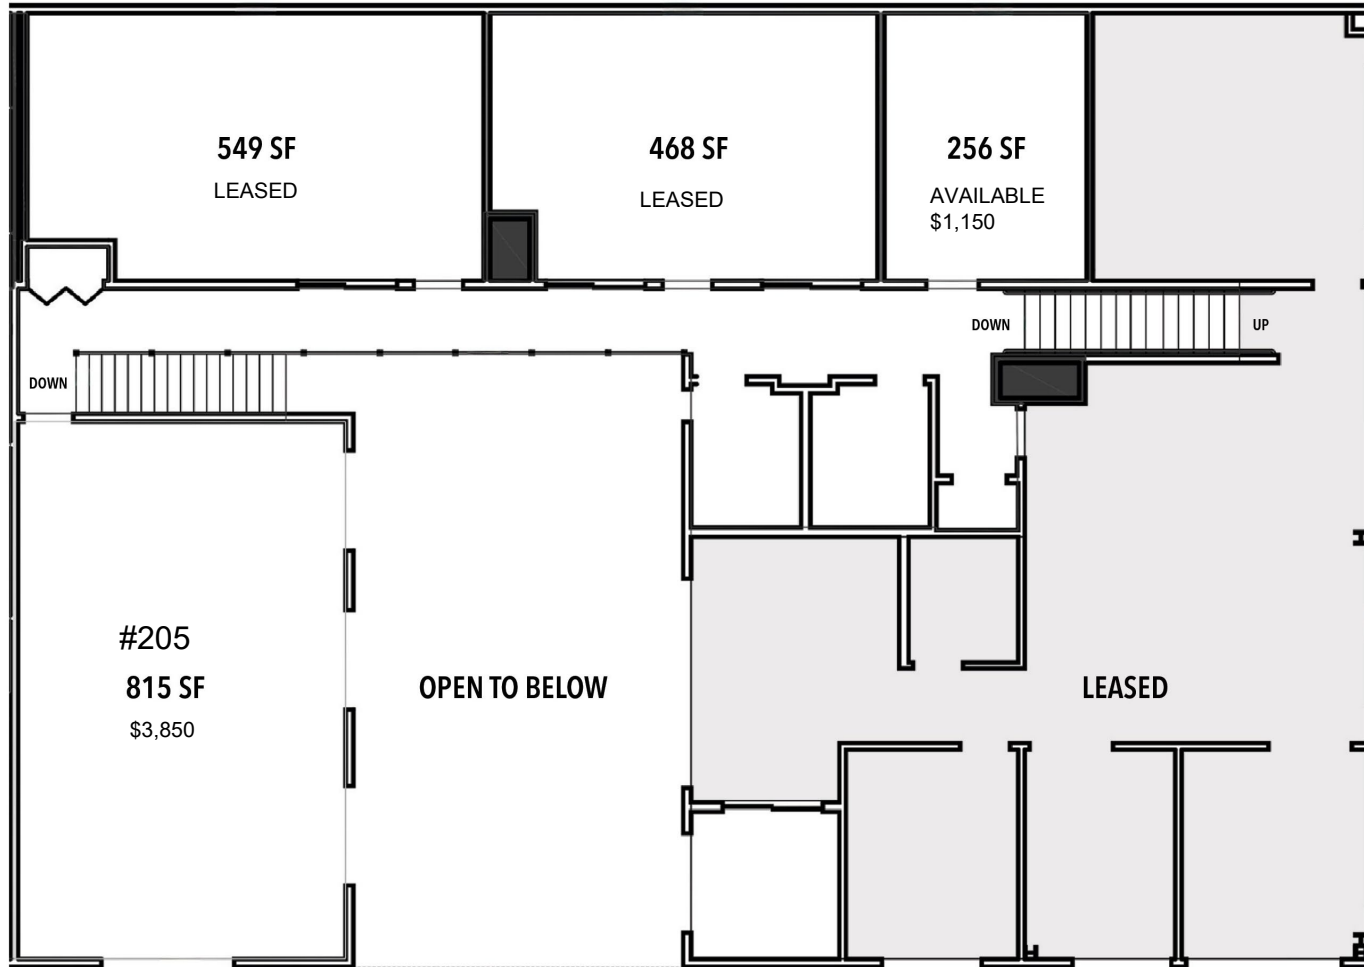 549 SF
LEASED
468 SF
LEASED
256 SF
AVAILABLE
$1,150
DOWN
UP
DOWN
#205
815 SF
$3,850
OPEN TO BELOW
LEASED